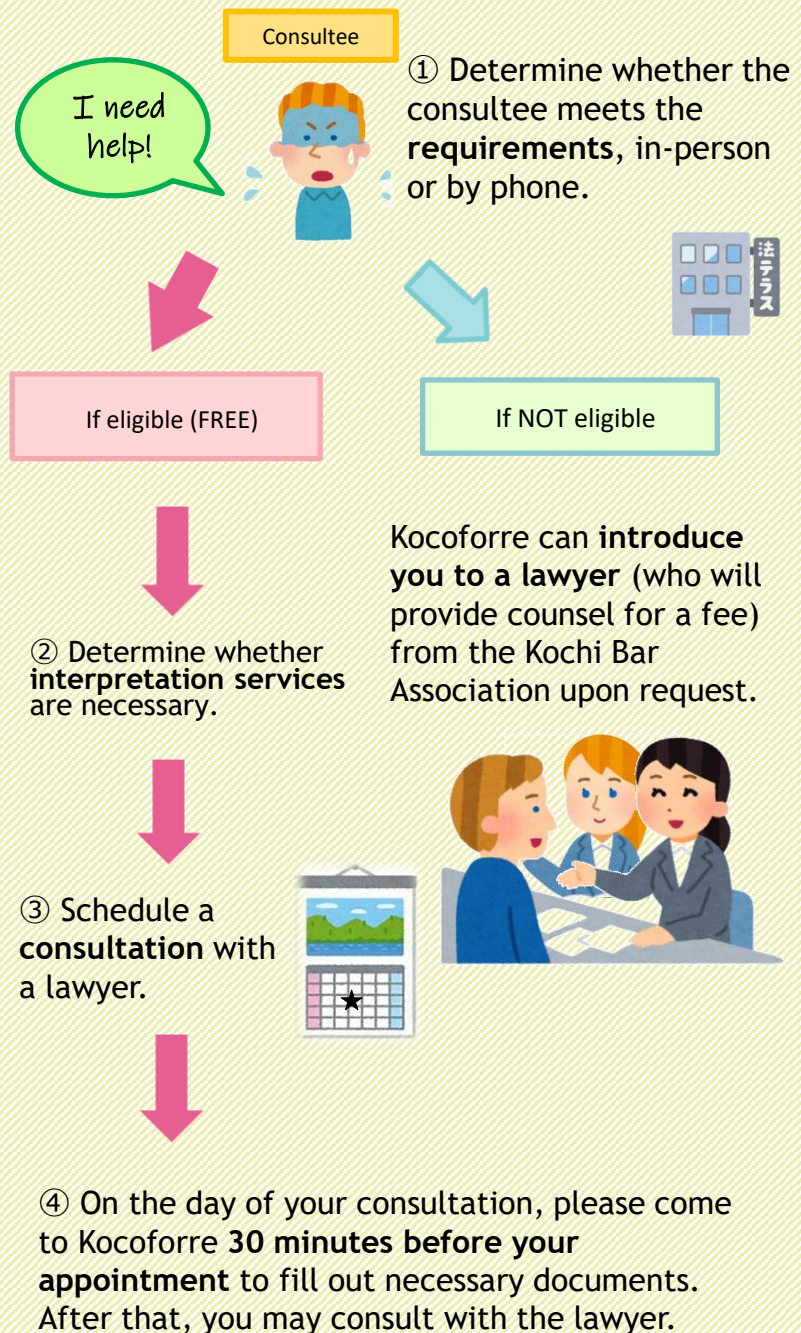 Consultee
I need
help!
① Determine whether the
consultee meets the
requirements, in-person
or by phone.
法テラス
If eligible (FREE)
If NOT eligible
Kocoforre can introduce
you to a lawyer (who will
provide counsel for a fee)
from the Kochi Bar
Association upon request.
② Determine whether
interpretation services
are necessary.
③ Schedule a
consultation with
a lawyer.
④ On the day of your consultation, please come
to Kocoforre 30 minutes before your
appointment to fill out necessary documents.
After that, you may consult with the lawyer.